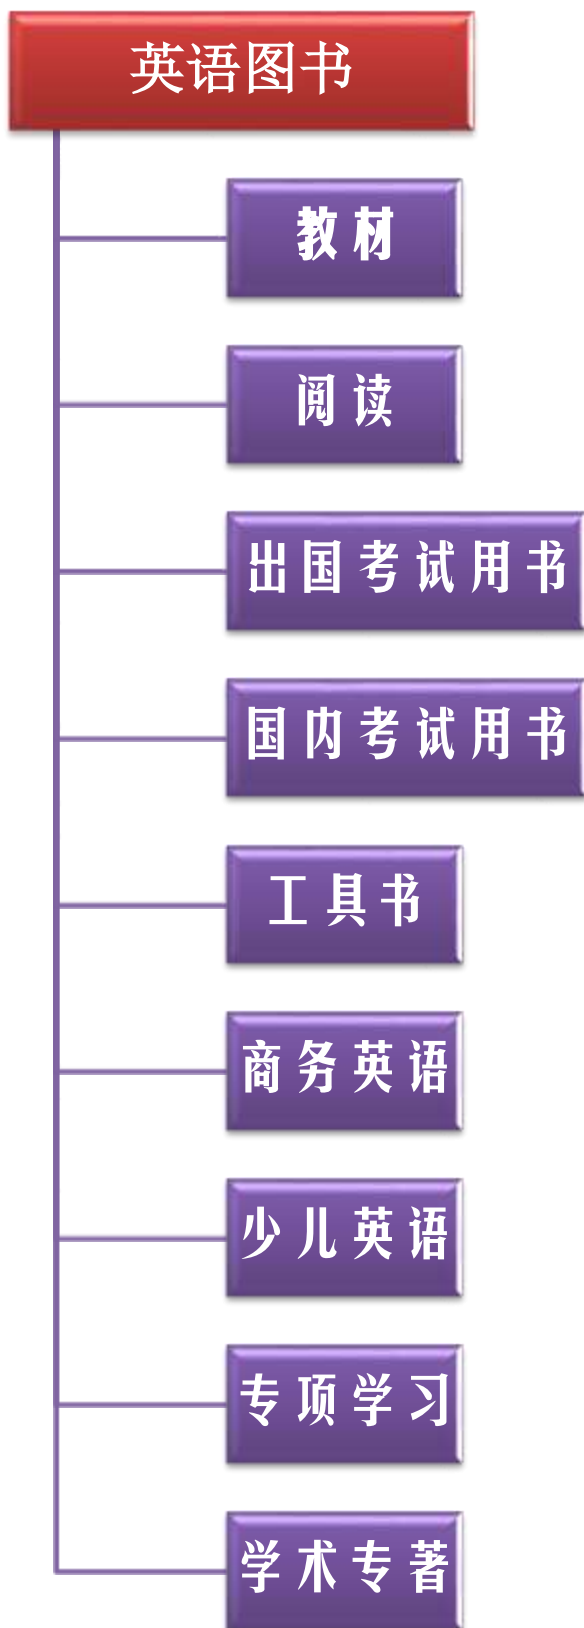 英语图书
教材
阅读
出国考试用书
国内考试用书
工具书
商务英语
少儿英语
专项学习
学术专著